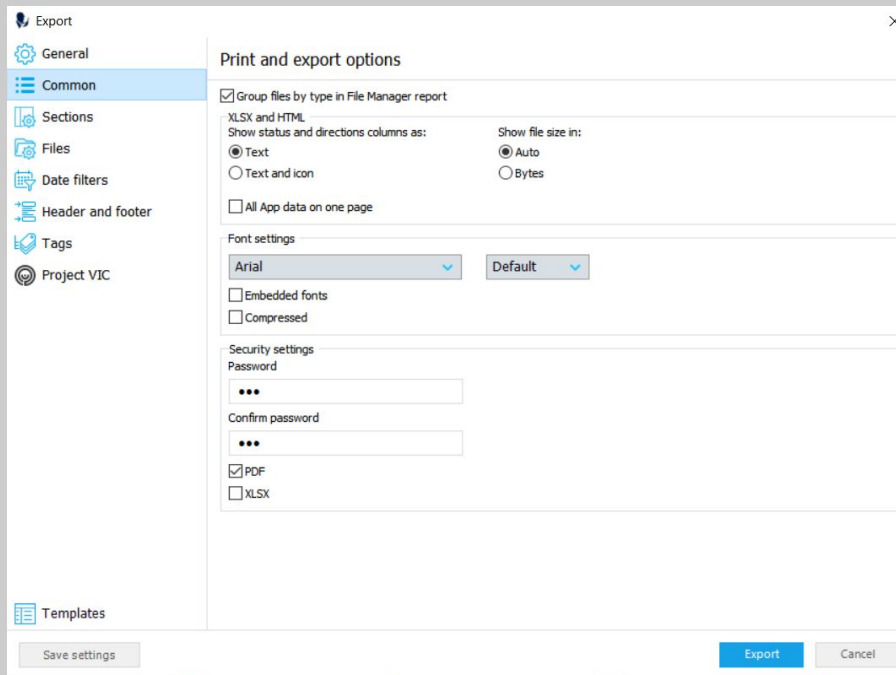 Export
General
Common
Sections
Files
Date filters
Header and footer
Tags
Project VIC
Templates
Print and export options
Group files by type in File Manager report
XLSX and HTML
Show status and directions columns as:
Show file size in:
Text
Auto
Text and icon
Bytes
All App data on one page
Font settings
Arial
Default
Embedded fonts
Compressed
Security settings
Password
•••
Confirm password
•••
PDF
XLSX
Save settings
Export
Cancel